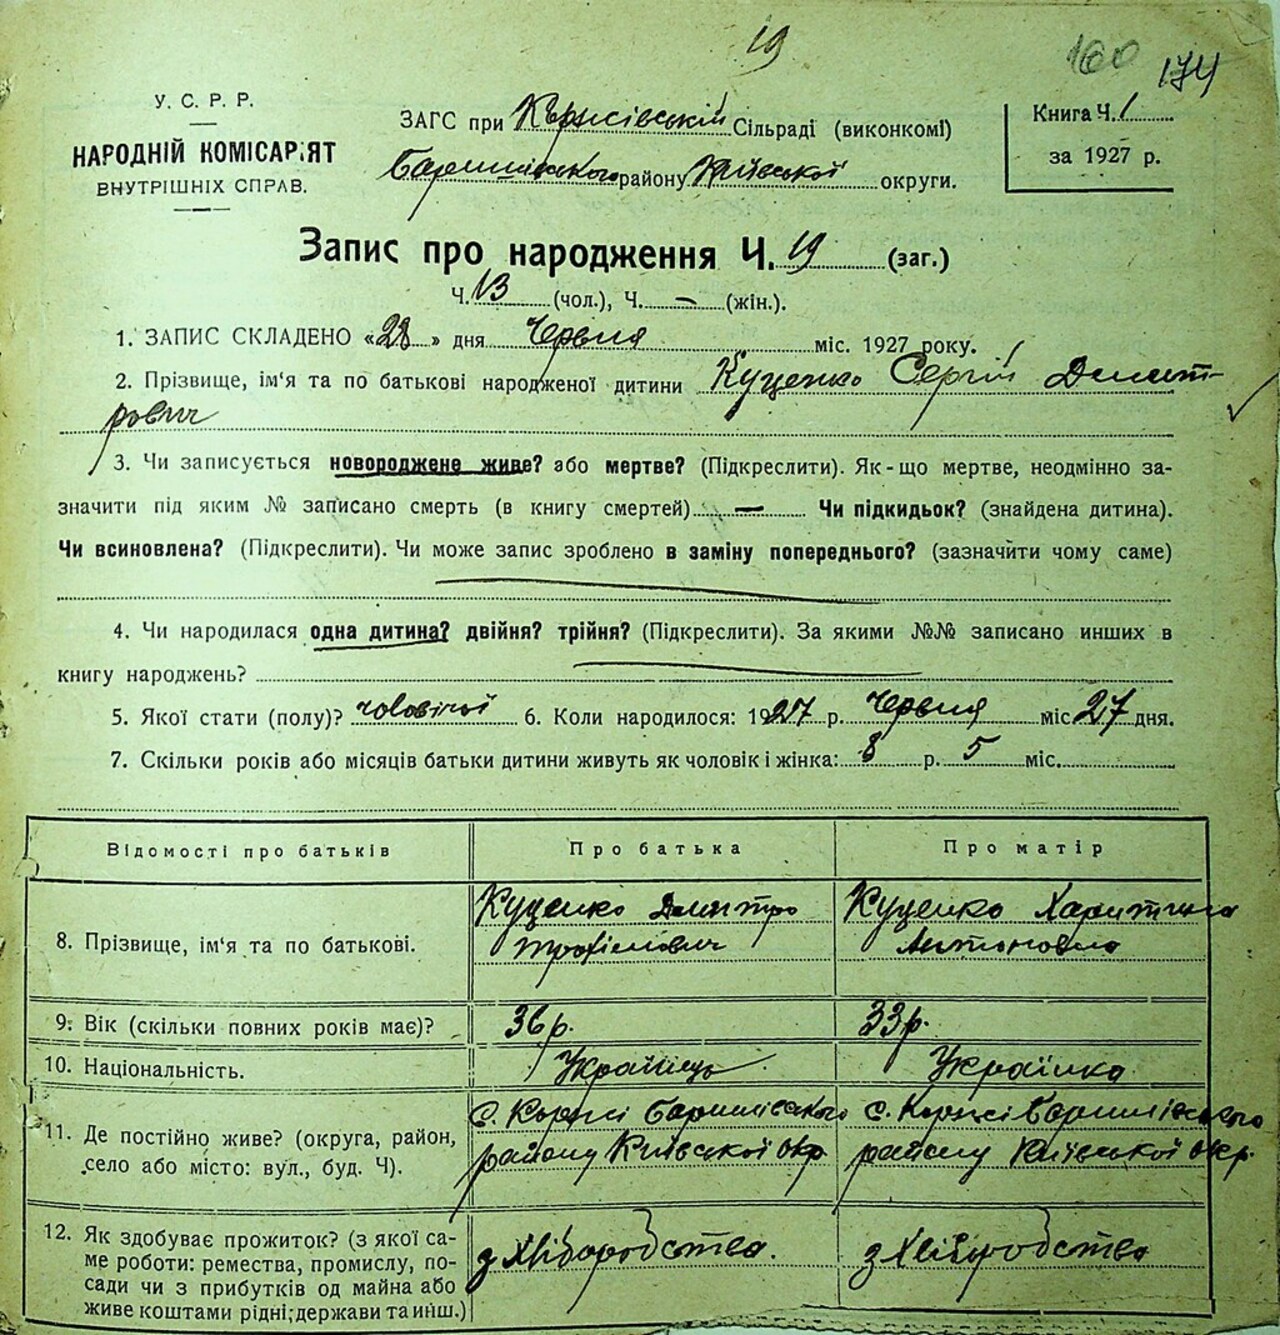 19
160 174
У. С. Р. Р.
НАРОДНІЙ КОМІСАРІЯТ
ВНУТРІШНІХ СПРАВ.
ЗАГС при Коржівській Сільраді (виконкомі)
Баришівського району Київської округи.
Книга Ч. 1
за 1927 р.
Запис про народження Ч. 19 (заг.)
Ч. 13 (чол.), Ч. — (жін.).
1. ЗАПИС СКЛАДЕНО «28» дня Червня міс. 1927 року.
2. Прізвище, ім'я та по батькові народженої дитини Куценко Сергій Дмит-
рович
3. Чи записується новороджене живе? або мертве? (Підкреслити). Як-що мертве, неодмінно за-
значити під яким № записано смерть (в книгу смертей) — Чи підкидьок? (знайдена дитина).
Чи всиновлена? (Підкреслити). Чи може запис зроблено в заміну попереднього? (зазначити чому саме)
4. Чи народилася одна дитина? двійня? трійня? (Підкреслити). За якими №№ записано инших в
книгу народжень?
5. Якої стати (полу)? чоловічої 6. Коли народилося: 1927 р. Червня міс 27 дня.
7. Скільки років або місяців батьки дитини живуть як чоловік і жінка: 8 р. 5 міс.
Відомості про батьків Про батька Про матір
8. Прізвище, ім'я та по батькові.
Куценко Дмитро
Трохімович
Куценко Харитина
Антоновна
9. Вік (скільки повних років має)? 36 р. 33 р.
10. Національність. Українець Українка
11. Де постійно живе? (округа, район,
село або місто: вул., буд. Ч).
с. Коржі Баришівського
району Київської окр.
с. Коржі Баришівського
району Київської окр.
12. Як здобуває прожиток? (з якої са-
ме роботи: ремества, промислу, по-
сади чи з прибутків од майна або
живе коштами рідні; держави та инш.)
з Хліборобства.
з Хліборобства